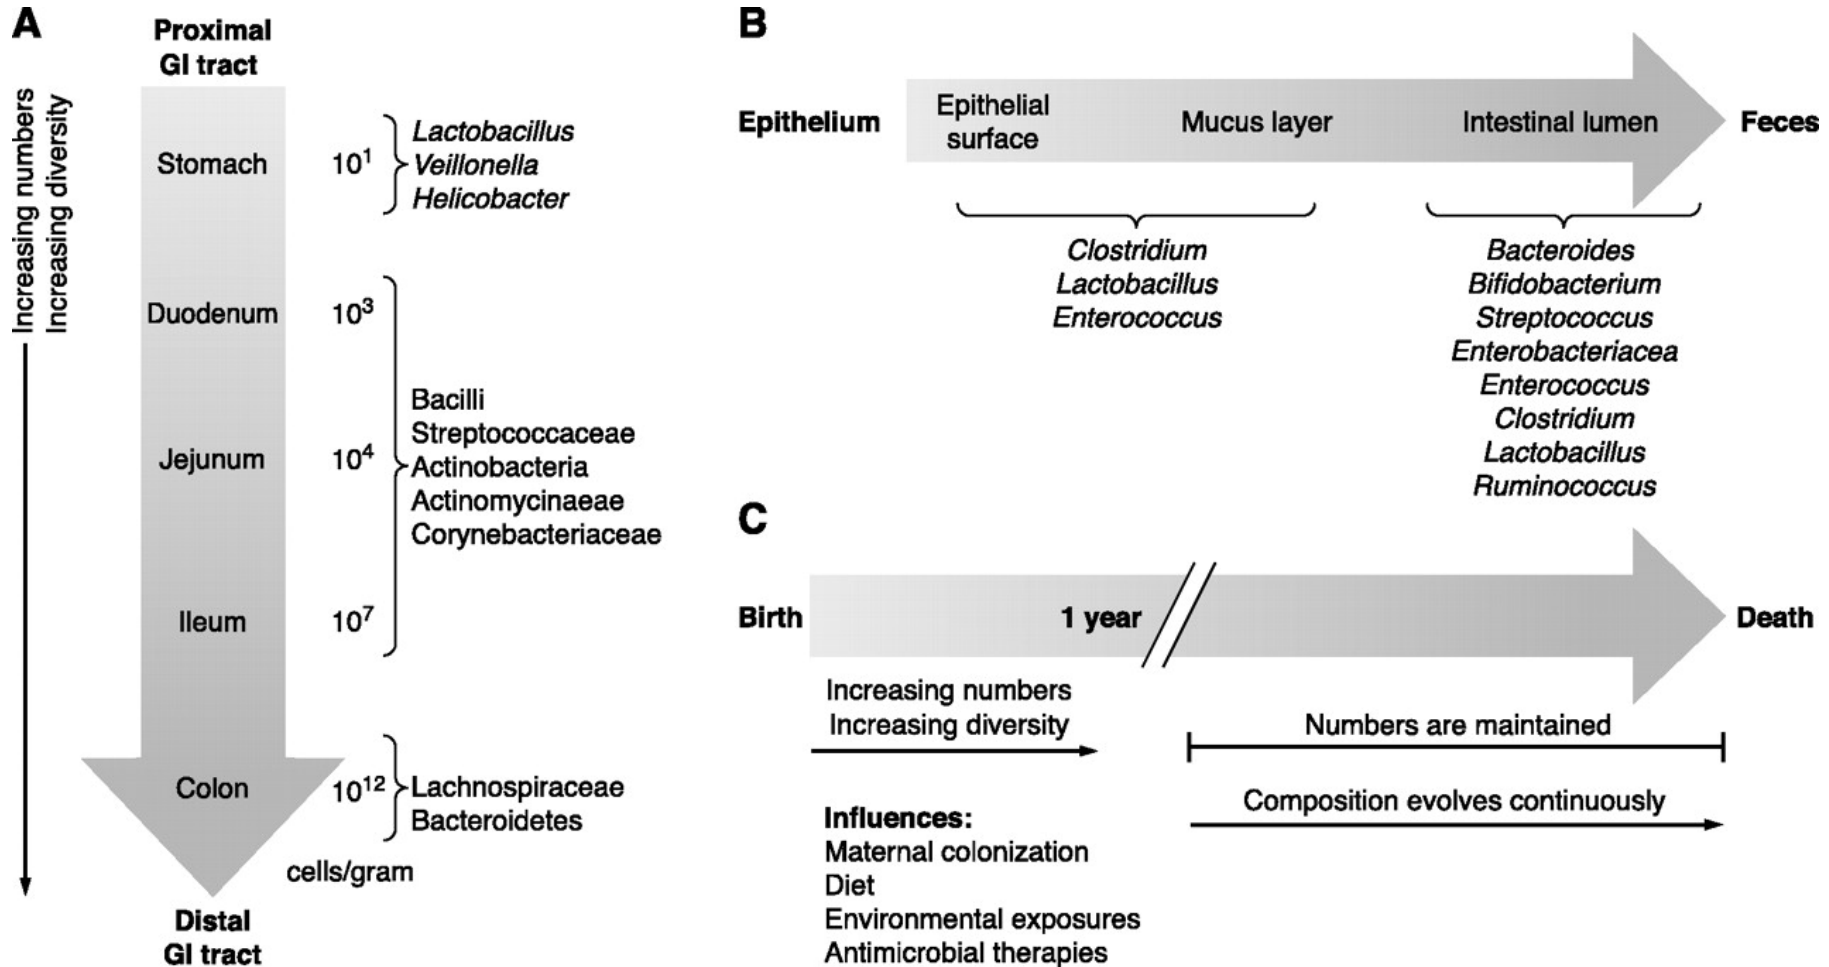 A
Proximal
GI tract
Increasing numbers
Increasing diversity
Stomach
10¹
Lactobacillus
Veillonella
Helicobacter
Duodenum
10³
Jejunum
10⁴
Ileum
10⁷
Bacilli
Streptococcaceae
Actinobacteria
Actinomycinaeae
Corynebacteriaceae
Colon
10¹²
Lachnospiraceae
Bacteroidetes
cells/gram
Distal
GI tract
B
Epithelium
Epithelial
surface
Mucus layer
Intestinal lumen
Feces
Clostridium
Lactobacillus
Enterococcus
Bacteroides
Bifidobacterium
Streptococcus
Enterobacteriacea
Enterococcus
Clostridium
Lactobacillus
Ruminococcus
C
Birth
1 year
Death
Increasing numbers
Increasing diversity
Numbers are maintained
Composition evolves continuously
Influences:
Maternal colonization
Diet
Environmental exposures
Antimicrobial therapies